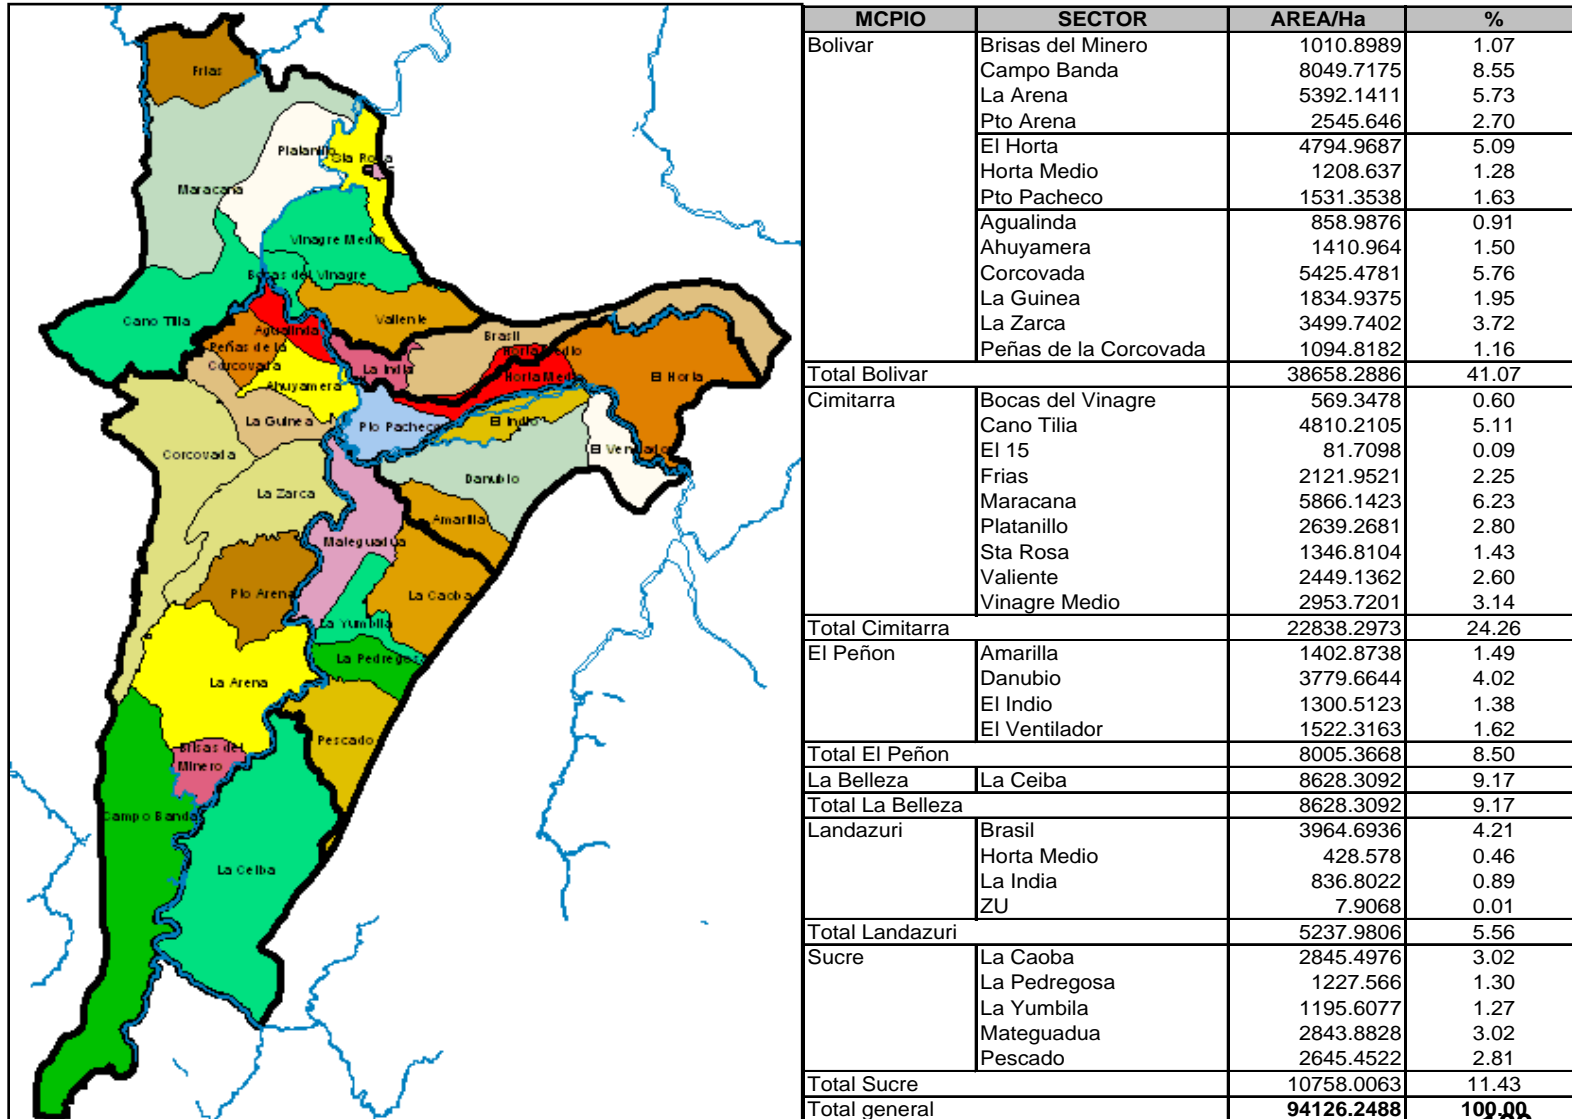 Frias
Platanillo
Sta Rosa
Maracana
Vinagre Medio
Bocas del Vinagre
Cano Tilia
Valiente
Agualinda
Brasil
Peñas de la
Corcovada
Horta Medio
La India
Horta Medio
El Horta
Ahuyamera
La Guinea
Pto Pacheco
El Indio
El Ventilador
Corcovada
Danubio
La Zarca
Amarilla
Mateguadua
Pto Arena
La Caoba
La Yumbila
La Pedregosa
La Arena
Pescado
Brisas del
Minero
Campo Banda
La Ceiba
MCPIO SECTOR AREA/Ha %
Bolivar Brisas del Minero 1010.8989 1.07
Campo Banda 8049.7175 8.55
La Arena 5392.1411 5.73
Pto Arena 2545.646 2.70
El Horta 4794.9687 5.09
Horta Medio 1208.637 1.28
Pto Pacheco 1531.3538 1.63
Agualinda 858.9876 0.91
Ahuyamera 1410.964 1.50
Corcovada 5425.4781 5.76
La Guinea 1834.9375 1.95
La Zarca 3499.7402 3.72
Peñas de la Corcovada 1094.8182 1.16
Total Bolivar 38658.2886 41.07
Cimitarra Bocas del Vinagre 569.3478 0.60
Cano Tilia 4810.2105 5.11
El 15 81.7098 0.09
Frias 2121.9521 2.25
Maracana 5866.1423 6.23
Platanillo 2639.2681 2.80
Sta Rosa 1346.8104 1.43
Valiente 2449.1362 2.60
Vinagre Medio 2953.7201 3.14
Total Cimitarra 22838.2973 24.26
El Peñon Amarilla 1402.8738 1.49
Danubio 3779.6644 4.02
El Indio 1300.5123 1.38
El Ventilador 1522.3163 1.62
Total El Peñon 8005.3668 8.50
La Belleza La Ceiba 8628.3092 9.17
Total La Belleza 8628.3092 9.17
Landazuri Brasil 3964.6936 4.21
Horta Medio 428.578 0.46
La India 836.8022 0.89
ZU 7.9068 0.01
Total Landazuri 5237.9806 5.56
Sucre La Caoba 2845.4976 3.02
La Pedregosa 1227.566 1.30
La Yumbila 1195.6077 1.27
Mateguadua 2843.8828 3.02
Pescado 2645.4522 2.81
Total Sucre 10758.0063 11.43
Total general 94126.2488 100.00